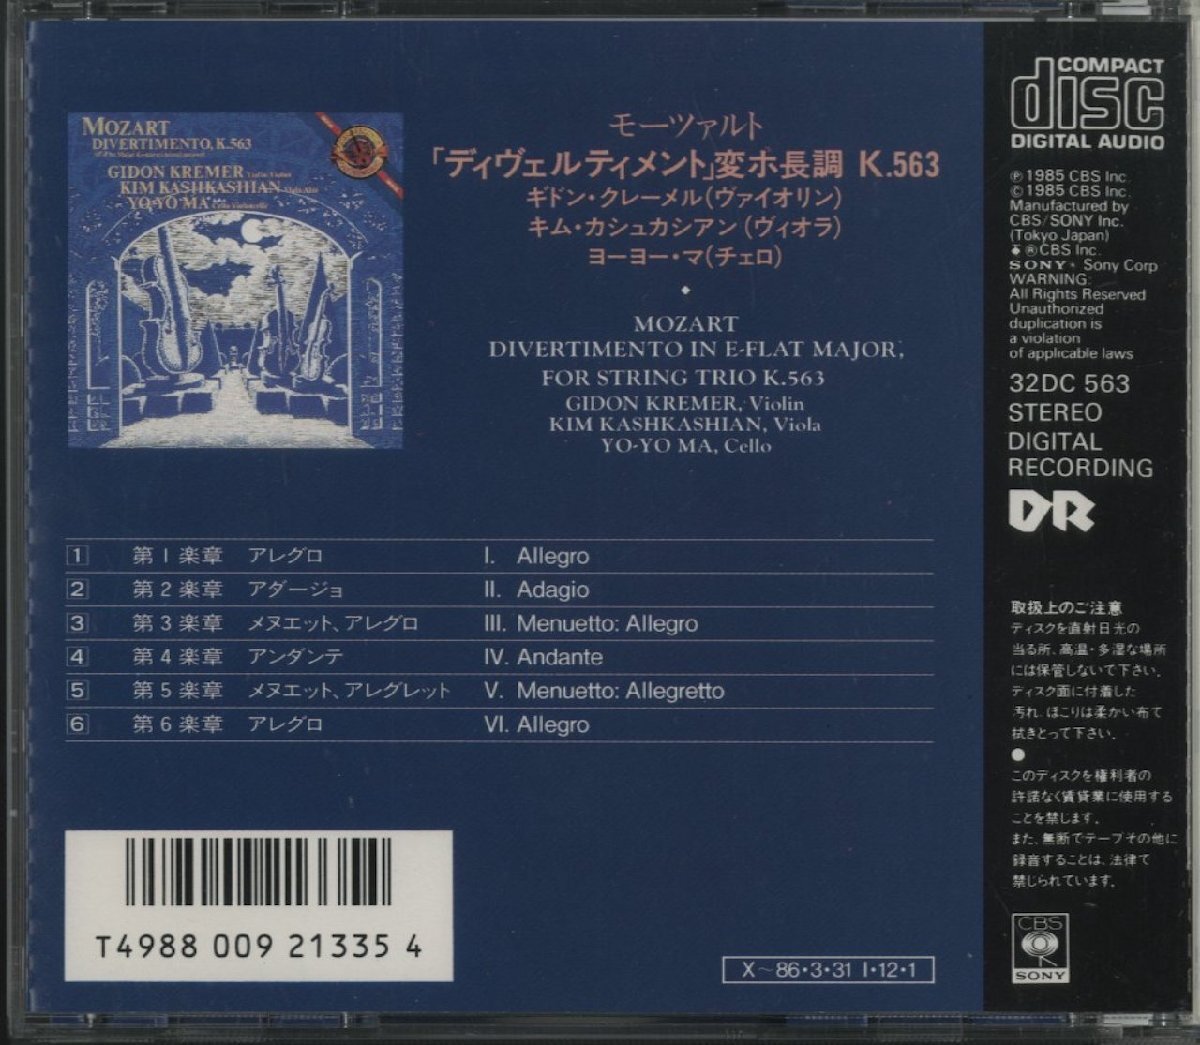 MOZART
DIVERTIMENTO, K.563
GIDON KREMER
KIM KASHKASHIAN
YO-YO MA
モーツァルト
「ディヴェルティメント」変ホ長調 K.563
ギドン・クレーメル(ヴァイオリン)
キム・カシュカシアン(ヴィオラ)
ヨーヨー・マ(チェロ)
MOZART
DIVERTIMENTO IN E-FLAT MAJOR,
FOR STRING TRIO K.563
GIDON KREMER, Violin
KIM KASHKASHIAN, Viola
YO-YO MA, Cello
1 第1楽章 アレグロ I. Allegro
2 第2楽章 アダージョ II. Adagio
3 第3楽章 メヌエット、アレグロ III. Menuetto: Allegro
4 第4楽章 アンダンテ IV. Andante
5 第5楽章 メヌエット、アレグレット V. Menuetto: Allegretto
6 第6楽章 アレグロ VI. Allegro
T4988 009 21335 4
X〜86・3・31 I・12・1
COMPACT
disc
DIGITAL AUDIO
℗ 1985 CBS Inc.
© 1985 CBS Inc.
Manufactured by
CBS/SONY Inc.
(Tokyo Japan)
♦ ® CBS Inc.
SONY® Sony Corp
WARNING:
All Rights Reserved
Unauthorized
duplication is
a violation
of applicable laws
32DC 563
STEREO
DIGITAL
RECORDING
DR
取扱上のご注意
ディスクを直射日光の
当る所、高温・多湿な場所
には保管しないで下さい。
ディスク面に付着した
汚れ、ほこりは柔かい布で
拭きとって下さい。
●
このディスクを権利者の
許諾なく賃貸業に使用する
ことを禁じます。
また、無断でテープその他に
録音することは、法律で
禁じられています。
CBS
SONY